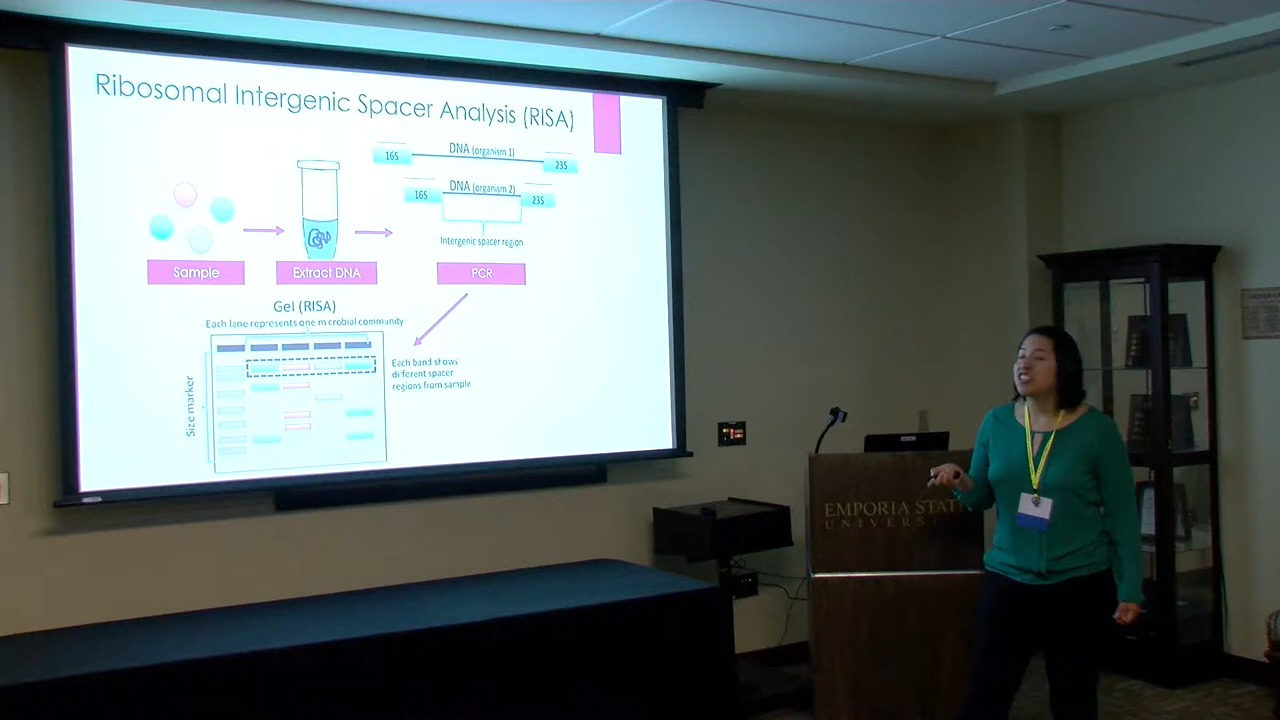 Ribosomal Intergenic Spacer Analysis (RISA)
16S
DNA (organism 1)
23S
16S
DNA (organism 2)
23S
Intergenic spacer region
Sample
Extract DNA
PCR
Gel (RISA)
Each lane represents one microbial community
Each band shows
different spacer
regions from sample
Size marker
EMPORIA STAT
UNIVERS